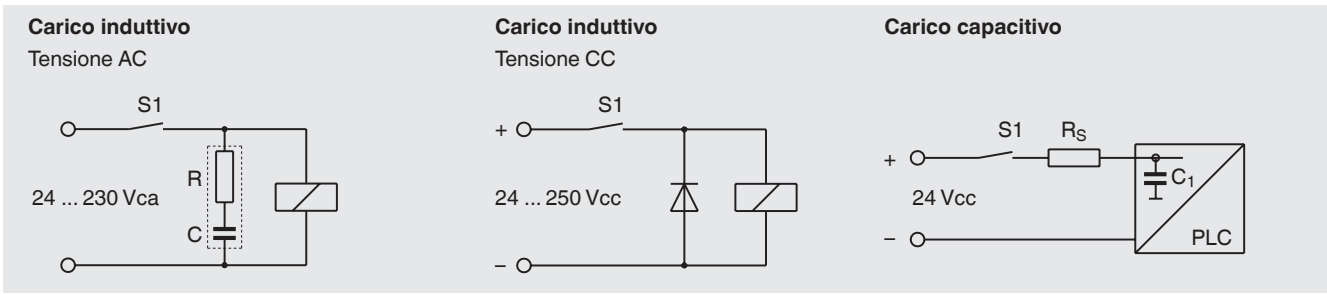 Carico induttivo
Tensione AC
S1
R
24 ... 230 Vca
C
Carico induttivo
Tensione CC
S1
+
24 ... 250 Vcc
–
Carico capacitivo
S1
RS
+
C1
24 Vcc
–
PLC